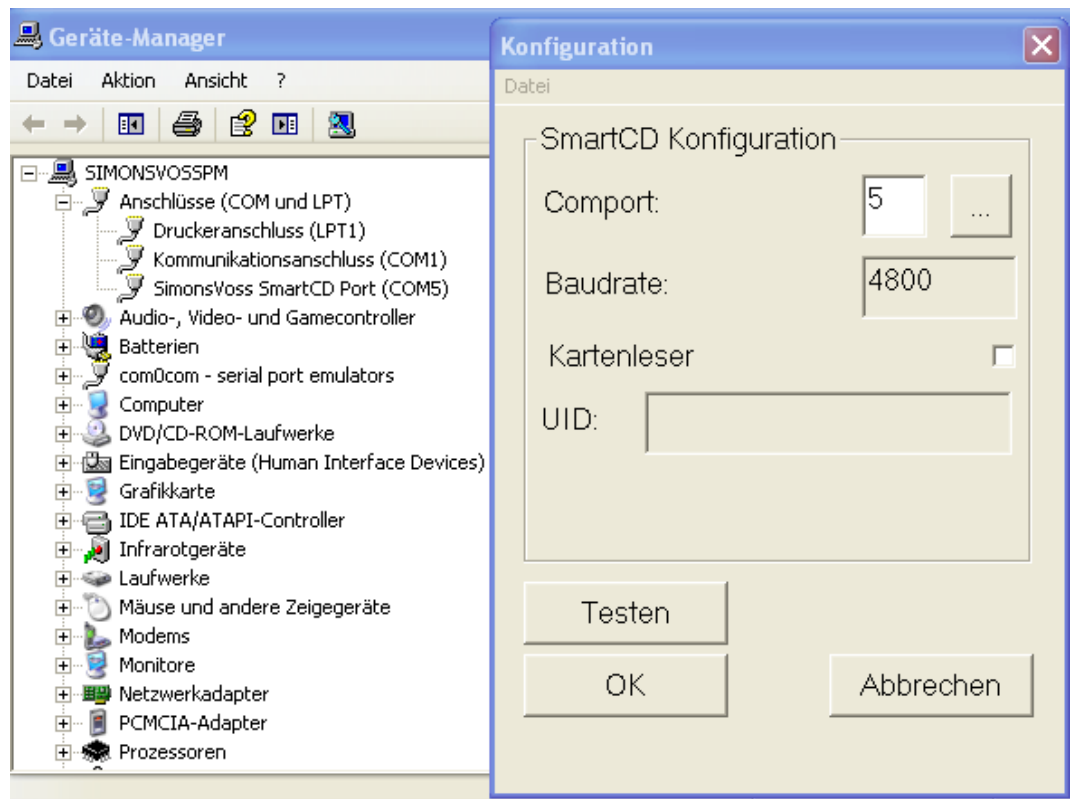 Geräte-Manager
Datei Aktion Ansicht ?
SIMONSVOSSPM
Anschlüsse (COM und LPT)
Druckeranschluss (LPT1)
Kommunikationsanschluss (COM1)
SimonsVoss SmartCD Port (COM5)
Audio-, Video- und Gamecontroller
Batterien
com0com - serial port emulators
Computer
DVD/CD-ROM-Laufwerke
Eingabegeräte (Human Interface Devices)
Grafikkarte
IDE ATA/ATAPI-Controller
Infrarotgeräte
Laufwerke
Mäuse und andere Zeigegeräte
Modems
Monitore
Netzwerkadapter
PCMCIA-Adapter
Prozessoren
Konfiguration
Datei
SmartCD Konfiguration
Comport: 5 ...
Baudrate: 4800
Kartenleser
UID:
Testen
OK Abbrechen